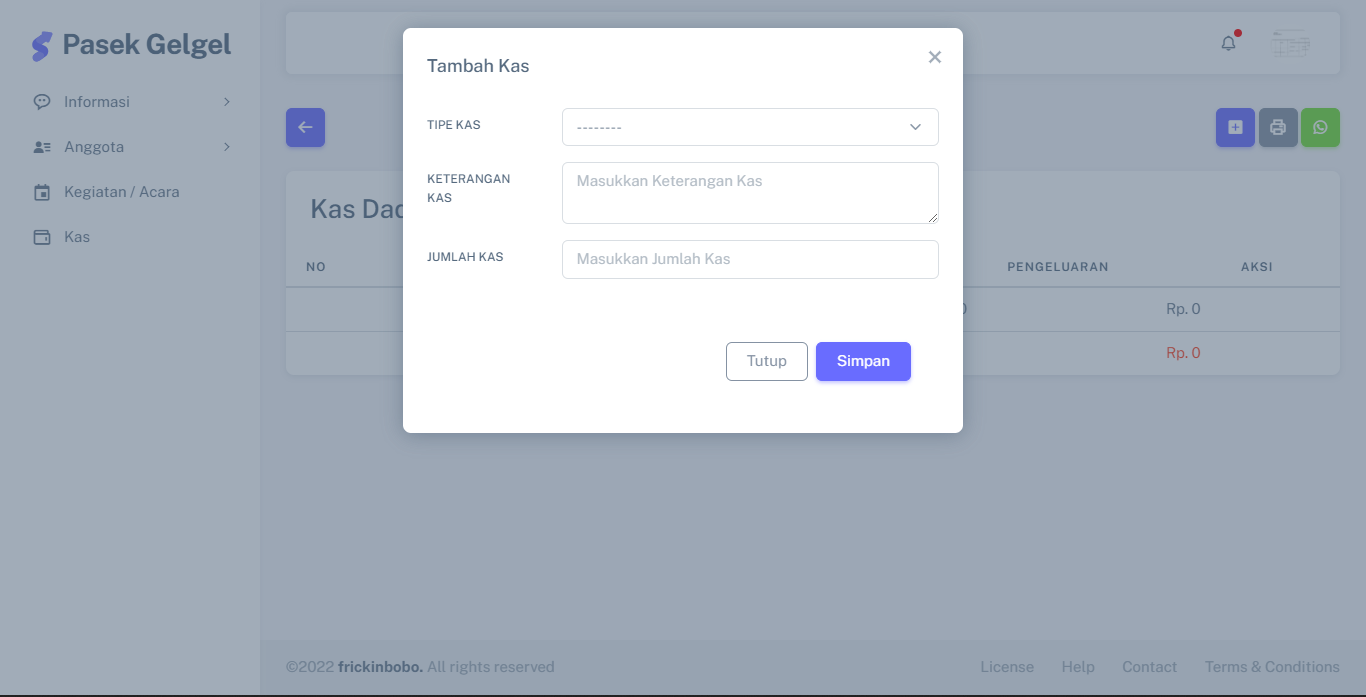 Pasek Gelgel
Informasi
Anggota
Kegiatan / Acara
Kas
Tambah Kas
TIPE KAS
--------
KETERANGAN
KAS
Masukkan Keterangan Kas
JUMLAH KAS
Masukkan Jumlah Kas
Tutup
Simpan
Kas
NO
PENGELUARAN
AKSI
Rp. 0
Rp. 0
©2022 frickinbobo. All rights reserved
License
Help
Contact
Terms & Conditions